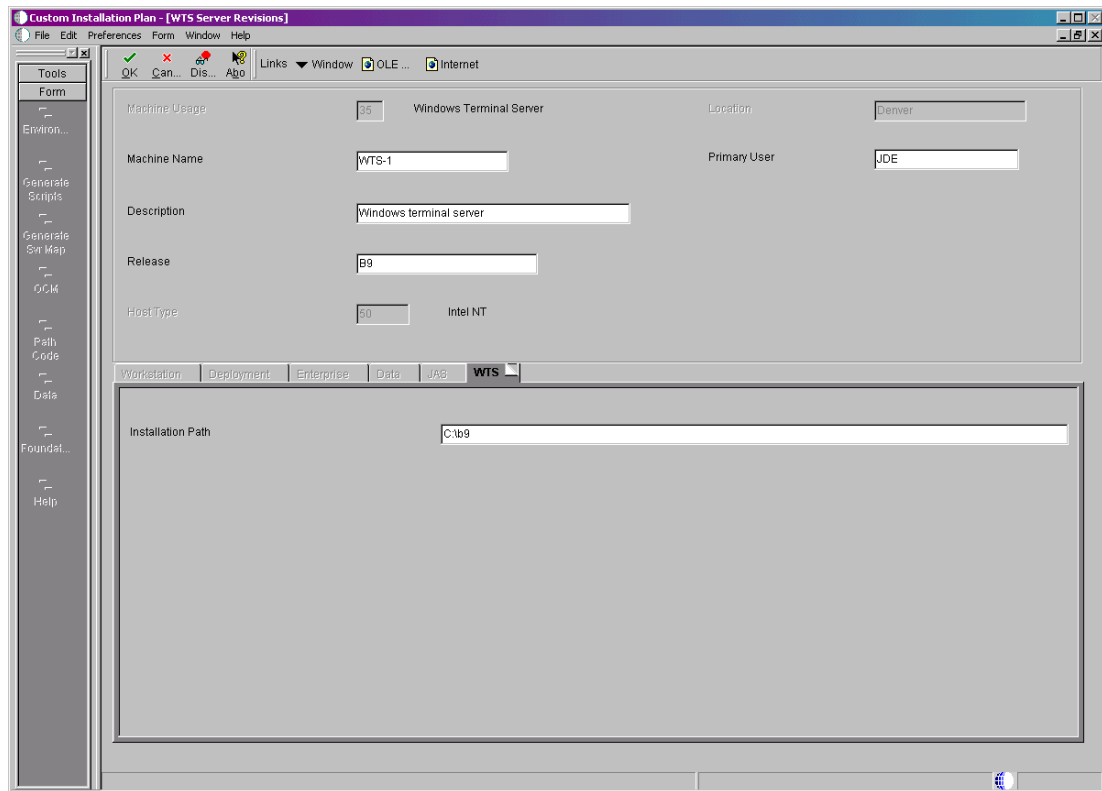 Custom Installation Plan - [WTS Server Revisions]
File Edit Preferences Form Window Help
OK Can... Dis... Abo Links Window OLE ... Internet
Tools
Form
Environ...
Generate
Scripts
Generate
Svr Map
OCM
Path
Code
Data
Foundat...
Help
Machine Usage 35 Windows Terminal Server Location Denver
Machine Name WTS-1 Primary User JDE
Description Windows terminal server
Release B9
Host Type 50 Intel NT
Workstation Deployment Enterprise Data JAS WTS
Installation Path C:\b9